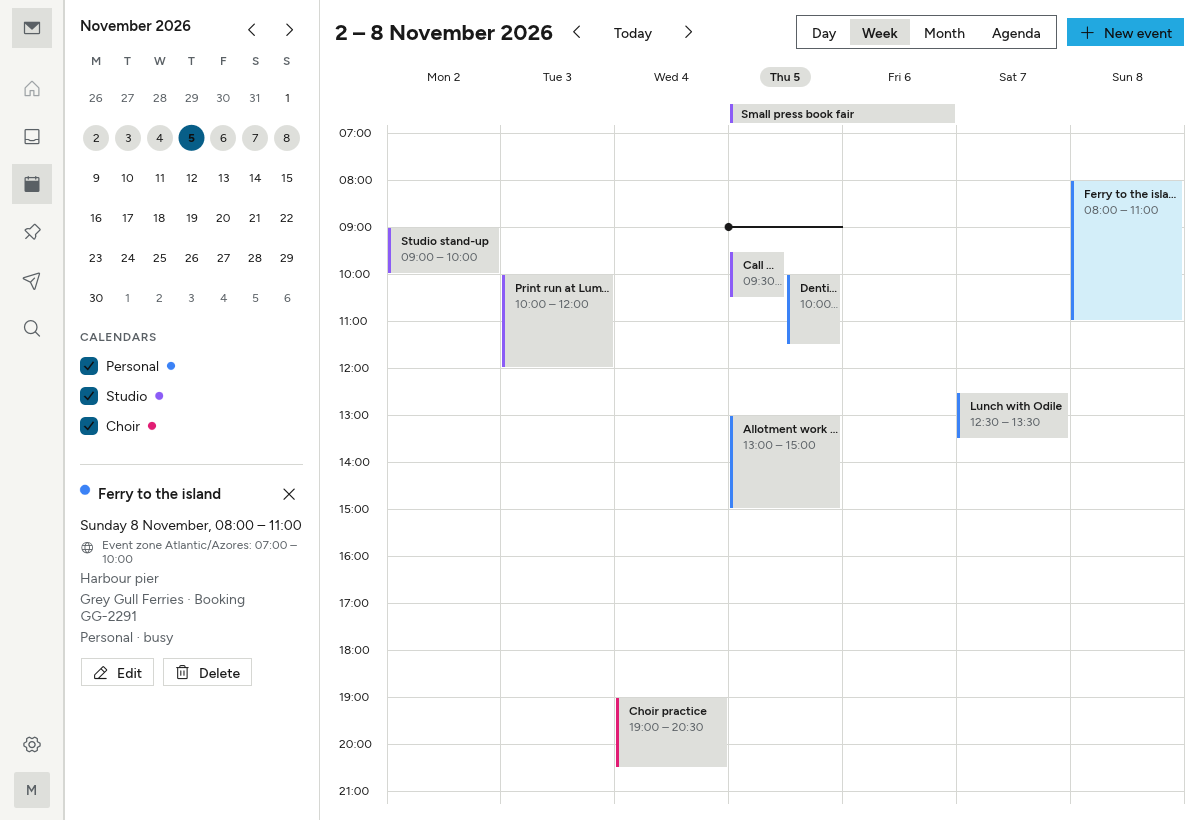 November 2026
M T W T F S S
26 27 28 29 30 31 1
2 3 4 5 6 7 8
9 10 11 12 13 14 15
16 17 18 19 20 21 22
23 24 25 26 27 28 29
30 1 2 3 4 5 6
CALENDARS
Personal
Studio
Choir
Ferry to the island
Sunday 8 November, 08:00 – 11:00
Event zone Atlantic/Azores: 07:00 –
10:00
Harbour pier
Grey Gull Ferries · Booking
GG-2291
Personal · busy
Edit
Delete
M
2 – 8 November 2026
Today
Day Week Month Agenda
New event
Mon 2 Tue 3 Wed 4 Thu 5 Fri 6 Sat 7 Sun 8
Small press book fair
07:00
08:00
09:00
10:00
11:00
12:00
13:00
14:00
15:00
16:00
17:00
18:00
19:00
20:00
21:00
Studio stand-up
09:00 – 10:00
Print run at Lum...
10:00 – 12:00
Choir practice
19:00 – 20:30
Call ...
09:30...
Denti...
10:00...
Allotment work ...
13:00 – 15:00
Lunch with Odile
12:30 – 13:30
Ferry to the isla...
08:00 – 11:00